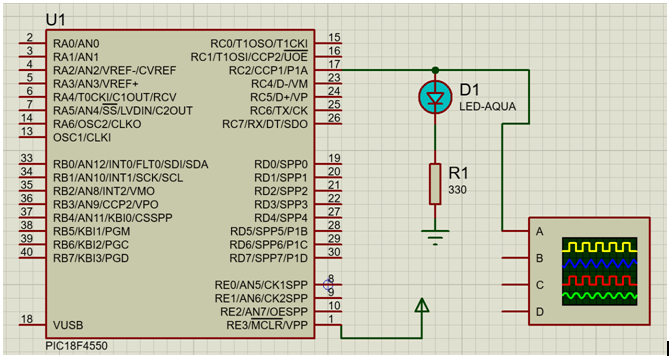 U1
2 RA0/AN0 RC0/T1OSO/T1CKI 15
3 RA1/AN1 RC1/T1OSI/CCP2/UOE 16
4 RA2/AN2/VREF-/CVREF RC2/CCP1/P1A 17
5 RA3/AN3/VREF+ RC4/D-/VM 23
6 RA4/T0CKI/C1OUT/RCV RC5/D+/VP 24
7 RA5/AN4/SS/LVDIN/C2OUT RC6/TX/CK 25
14 RA6/OSC2/CLKO RC7/RX/DT/SDO 26
13 OSC1/CLKI
33 RB0/AN12/INT0/FLT0/SDI/SDA RD0/SPP0 19
34 RB1/AN10/INT1/SCK/SCL RD1/SPP1 20
35 RB2/AN8/INT2/VMO RD2/SPP2 21
36 RB3/AN9/CCP2/VPO RD3/SPP3 22
37 RB4/AN11/KBI0/CSSPP RD4/SPP4 27
38 RB5/KBI1/PGM RD5/SPP5/P1B 28
39 RB6/KBI2/PGC RD6/SPP6/P1C 29
40 RB7/KBI3/PGD RD7/SPP7/P1D 30
RE0/AN5/CK1SPP 8
RE1/AN6/CK2SPP 9
RE2/AN7/OESPP 10
18 VUSB RE3/MCLR/VPP 1
PIC18F4550
D1
LED-AQUA
R1
330
A
B
C
D